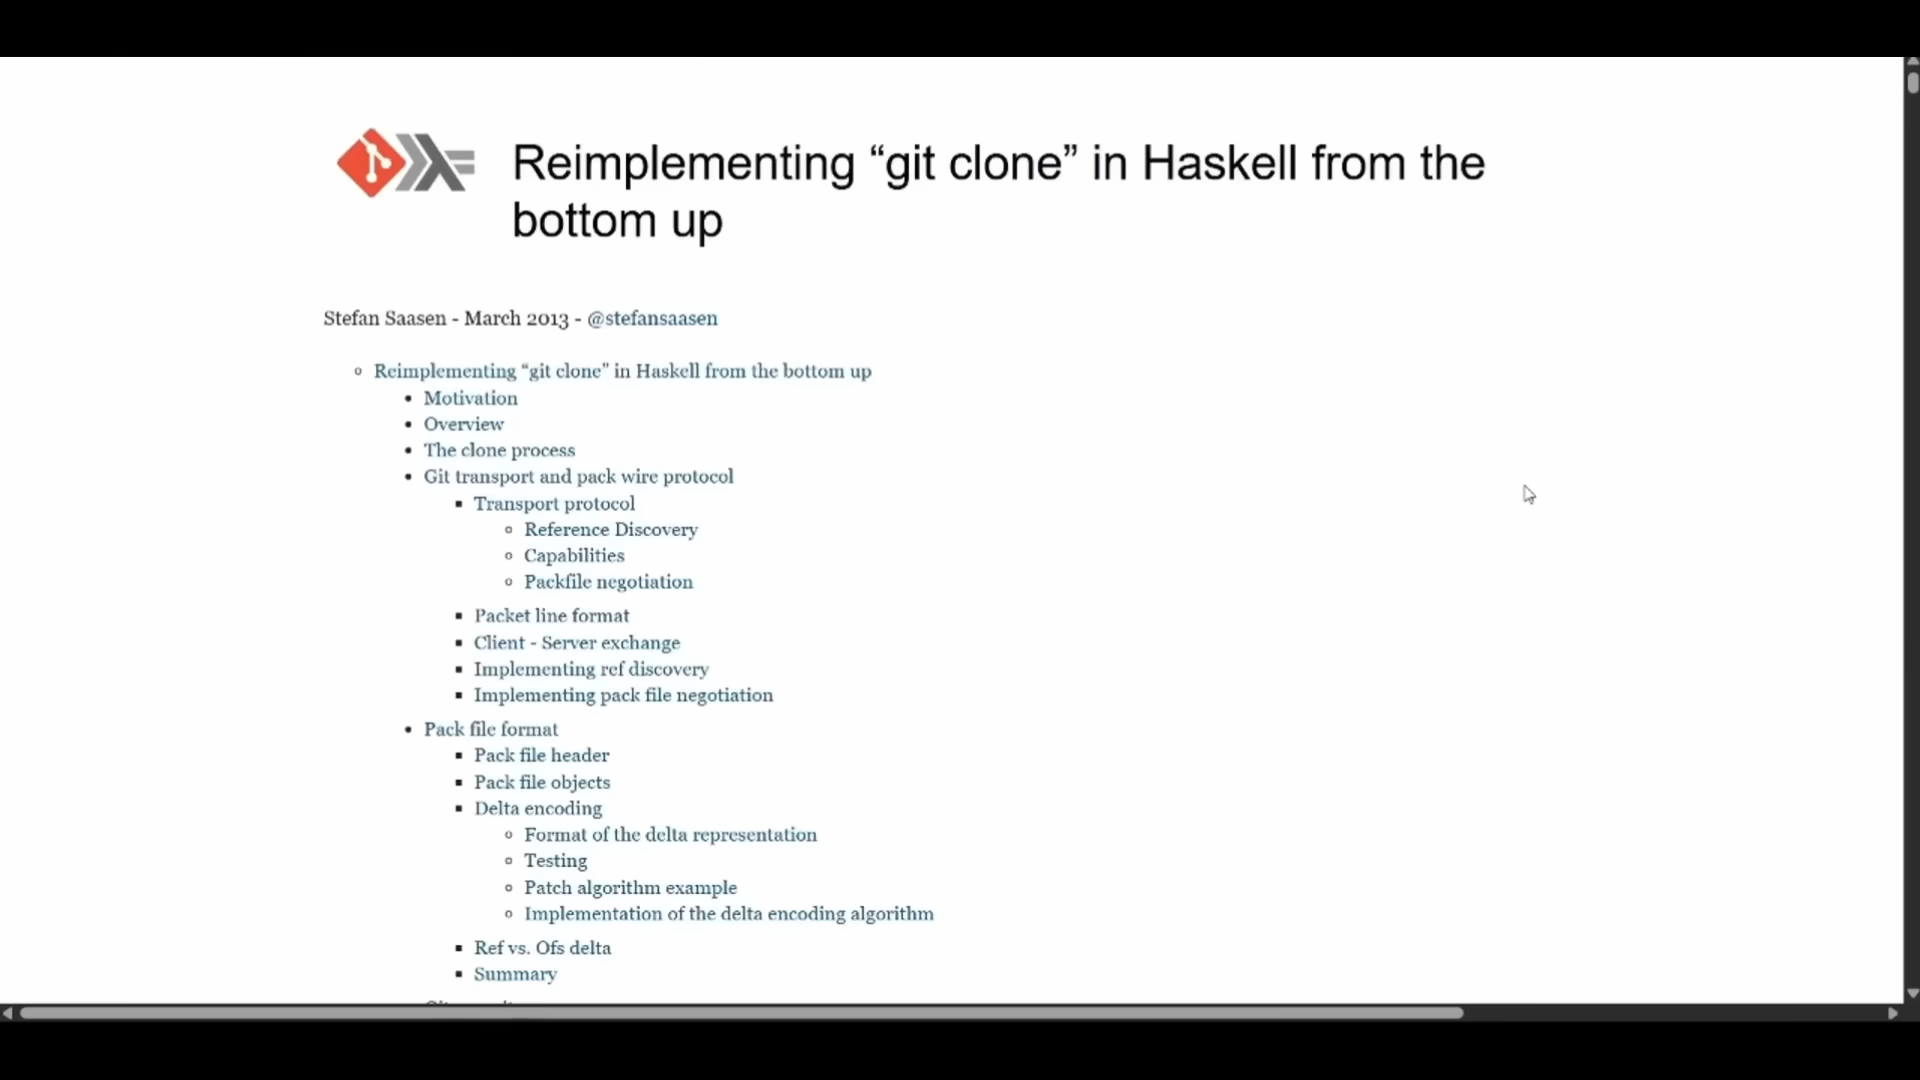 Reimplementing “git clone” in Haskell from the
bottom up
Stefan Saasen - March 2013 - @stefansaasen
Reimplementing “git clone” in Haskell from the bottom up
Motivation
Overview
The clone process
Git transport and pack wire protocol
Transport protocol
Reference Discovery
Capabilities
Packfile negotiation
Packet line format
Client - Server exchange
Implementing ref discovery
Implementing pack file negotiation
Pack file format
Pack file header
Pack file objects
Delta encoding
Format of the delta representation
Testing
Patch algorithm example
Implementation of the delta encoding algorithm
Ref vs. Ofs delta
Summary